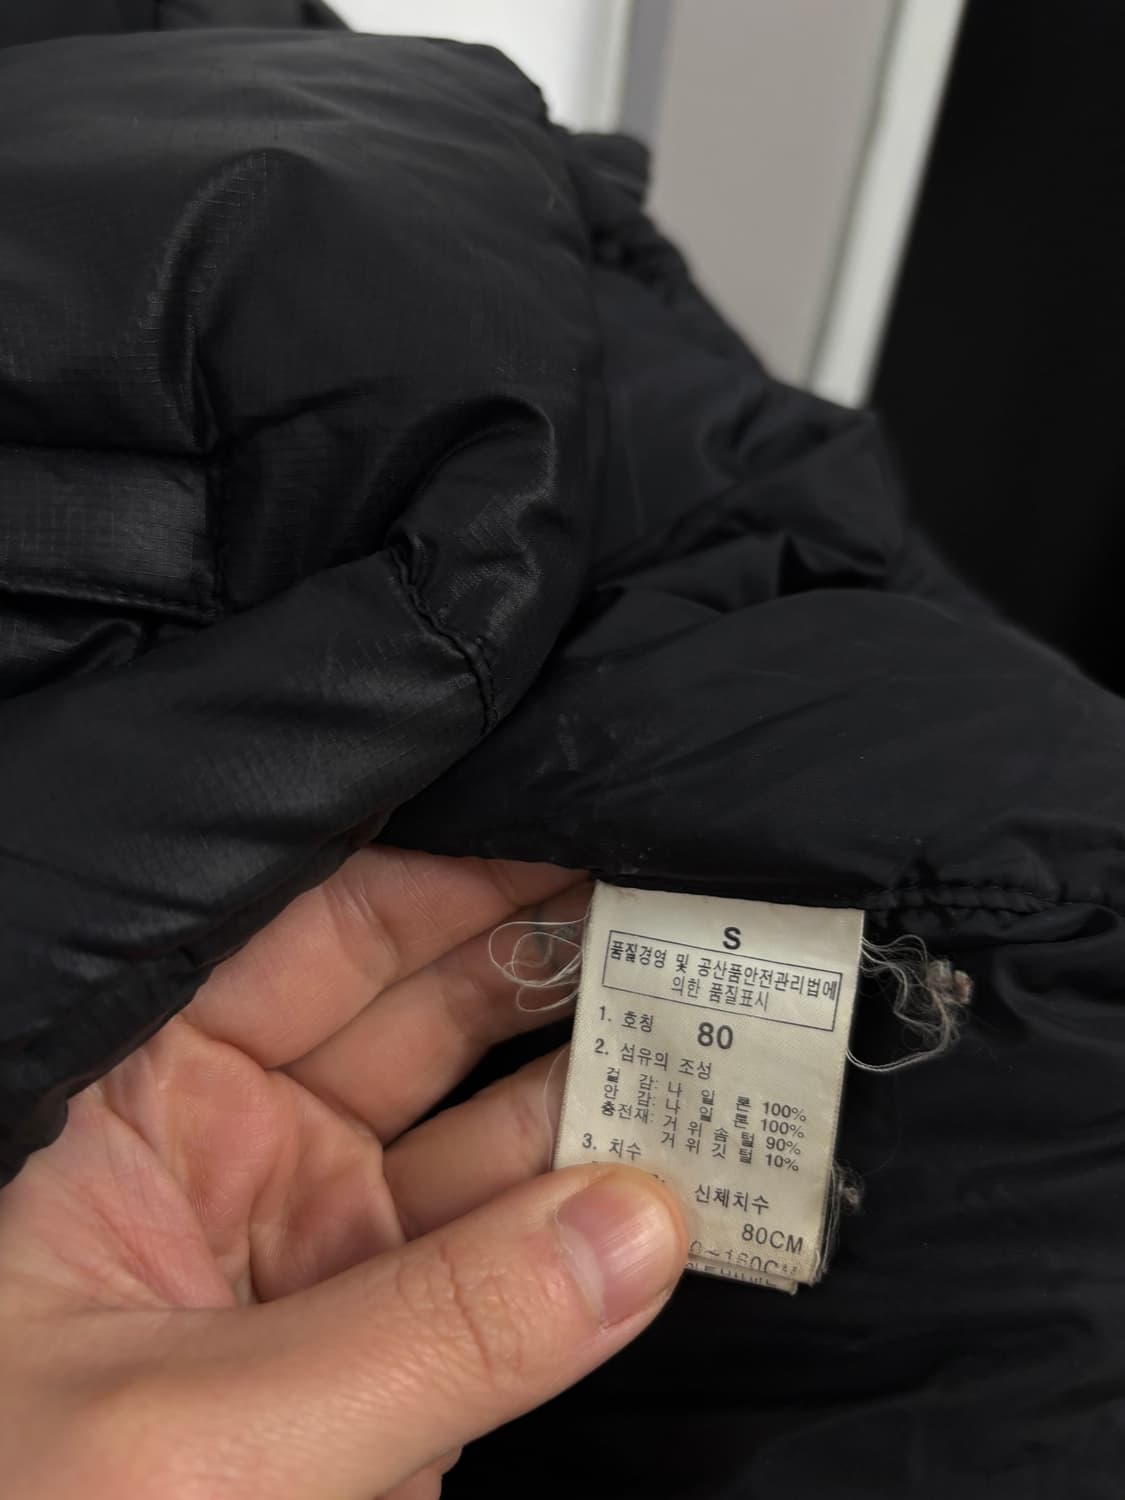 S
품질경영 및 공산품안전관리법에
의한 품질표시
1. 호칭 80
2. 섬유의 조성
겉 감: 나 일 론 100%
안 감: 나 일 론 100%
충전재: 거 위 솜 털 90%
거 위 깃 털 10%
3. 치수
신체치수
80CM